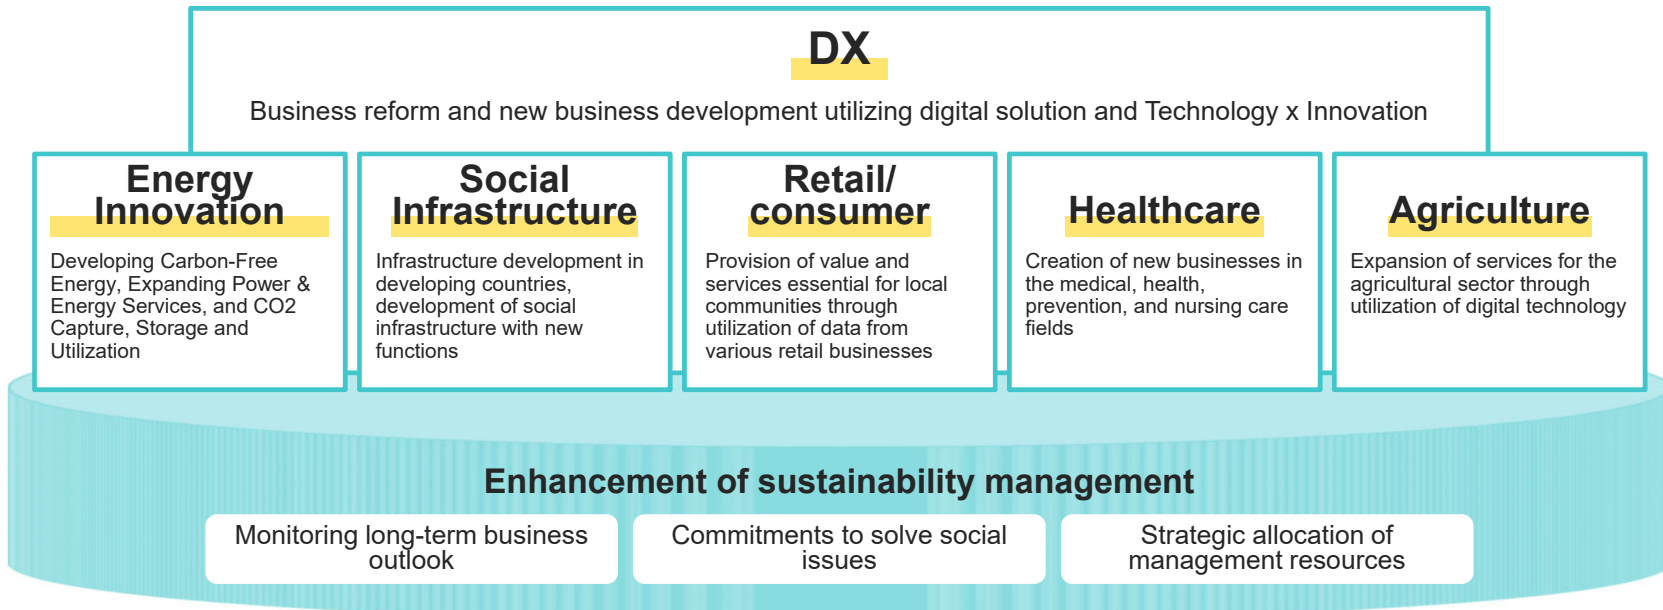 DX
Business reform and new business development utilizing digital solution and Technology x Innovation
Energy
Innovation
Developing Carbon-Free
Energy, Expanding Power &
Energy Services, and CO2
Capture, Storage and
Utilization
Social
Infrastructure
Infrastructure development in
developing countries,
development of social
infrastructure with new
functions
Retail/
consumer
Provision of value and
services essential for local
communities through
utilization of data from
various retail businesses
Healthcare
Creation of new businesses in
the medical, health,
prevention, and nursing care
fields
Agriculture
Expansion of services for the
agricultural sector through
utilization of digital technology
Enhancement of sustainability management
Monitoring long-term business
outlook
Commitments to solve social
issues
Strategic allocation of
management resources